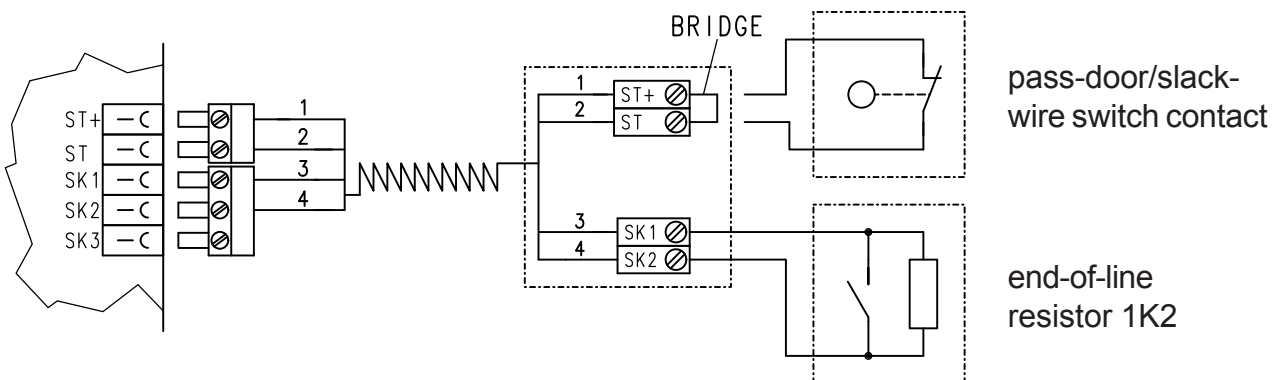 BRIDGE
ST+
ST
SK1
SK2
SK3
1
2
3
4
1 ST+
2 ST
3 SK1
4 SK2
pass-door/slack-
wire switch contact
end-of-line
resistor 1K2